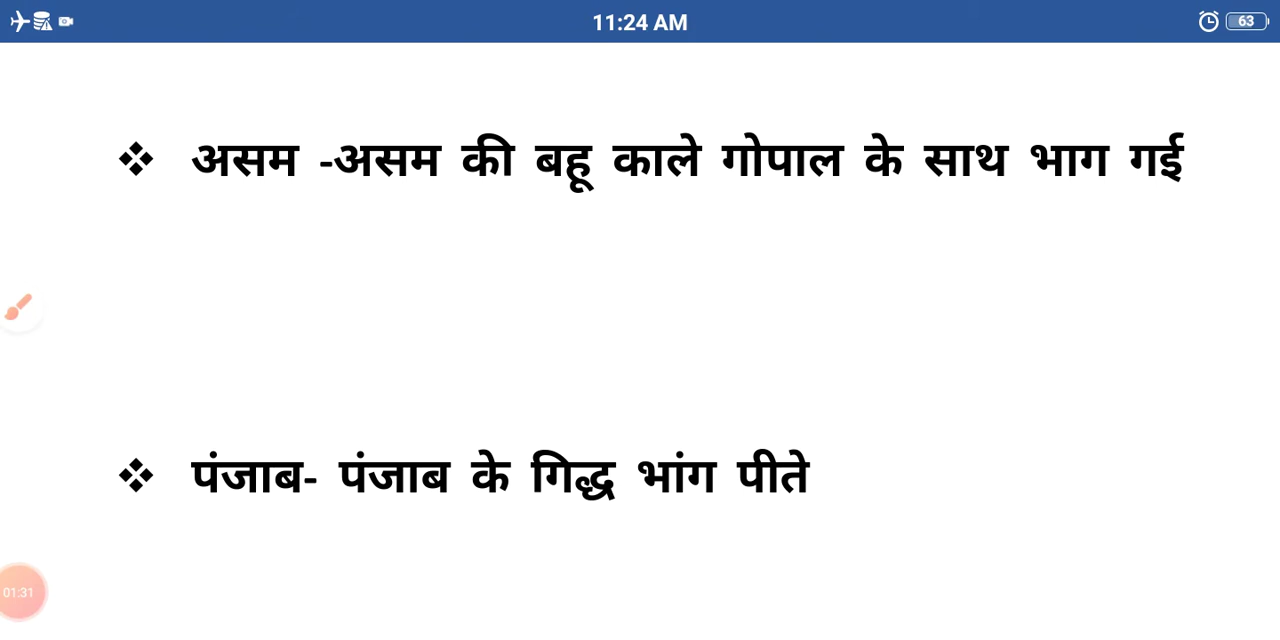 11:24 AM
63
❖ असम -असम की बहू काले गोपाल के साथ भाग गई
❖ पंजाब- पंजाब के गिद्ध भांग पीते
01:31